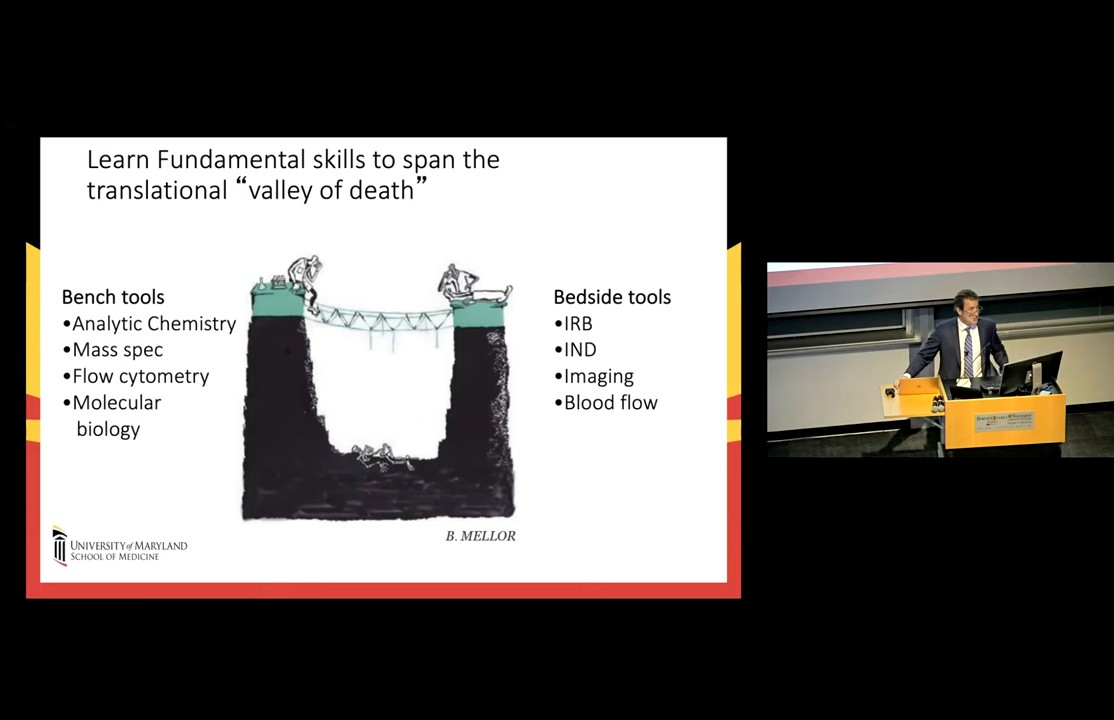 Learn Fundamental skills to span the
translational “valley of death”
Bench tools
•Analytic Chemistry
•Mass spec
•Flow cytometry
•Molecular
biology
Bedside tools
•IRB
•IND
•Imaging
•Blood flow
B. MELLOR
UNIVERSITY of MARYLAND
SCHOOL OF MEDICINE